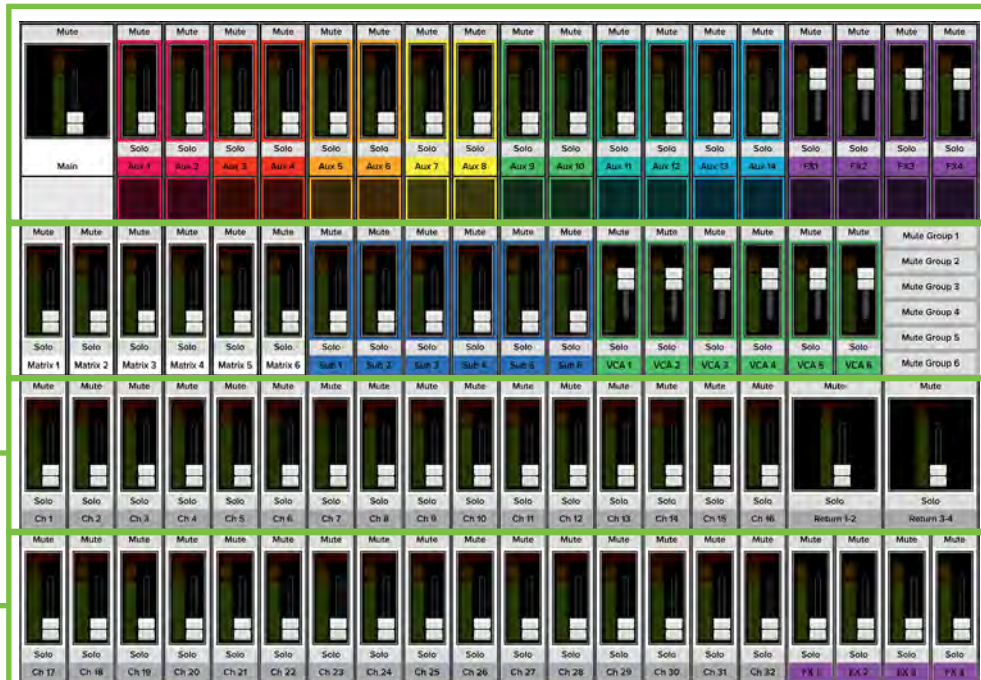 Mute Mute Mute Mute Mute Mute Mute Mute Mute Mute Mute Mute Mute Mute Mute Mute Mute Mute Mute
Solo Solo Solo Solo Solo Solo Solo Solo Solo Solo Solo Solo Solo Solo Solo Solo Solo Solo
Main Aux 1 Aux 2 Aux 3 Aux 4 Aux 5 Aux 6 Aux 7 Aux 8 Aux 9 Aux 10 Aux 11 Aux 12 Aux 13 Aux 14 FX1 FX2 FX3 FX4
Mute Mute Mute Mute Mute Mute Mute Mute Mute Mute Mute Mute Mute Mute Mute Mute Mute Mute Mute Group 1
Mute Group 2
Mute Group 3
Mute Group 4
Solo Solo Solo Solo Solo Solo Solo Solo Solo Solo Solo Solo Solo Solo Solo Solo Solo Solo Mute Group 5
Matrix 1 Matrix 2 Matrix 3 Matrix 4 Matrix 5 Matrix 6 Sub 1 Sub 2 Sub 3 Sub 4 Sub 5 Sub 6 VCA 1 VCA 2 VCA 3 VCA 4 VCA 5 VCA 6 Mute Group 6
Mute Mute Mute Mute Mute Mute Mute Mute Mute Mute Mute Mute Mute Mute Mute Mute Mute Mute
Solo Solo Solo Solo Solo Solo Solo Solo Solo Solo Solo Solo Solo Solo Solo Solo Solo Solo
Ch 1 Ch 2 Ch 3 Ch 4 Ch 5 Ch 6 Ch 7 Ch 8 Ch 9 Ch 10 Ch 11 Ch 12 Ch 13 Ch 14 Ch 15 Ch 16 Return 1-2 Return 3-4
Mute Mute Mute Mute Mute Mute Mute Mute Mute Mute Mute Mute Mute Mute Mute Mute Mute Mute Mute Mute
Solo Solo Solo Solo Solo Solo Solo Solo Solo Solo Solo Solo Solo Solo Solo Solo Solo Solo Solo Solo
Ch 17 Ch 18 Ch 19 Ch 20 Ch 21 Ch 22 Ch 23 Ch 24 Ch 25 Ch 26 Ch 27 Ch 28 Ch 29 Ch 30 Ch 31 Ch 32 FX 1 FX 2 FX 3 FX 4